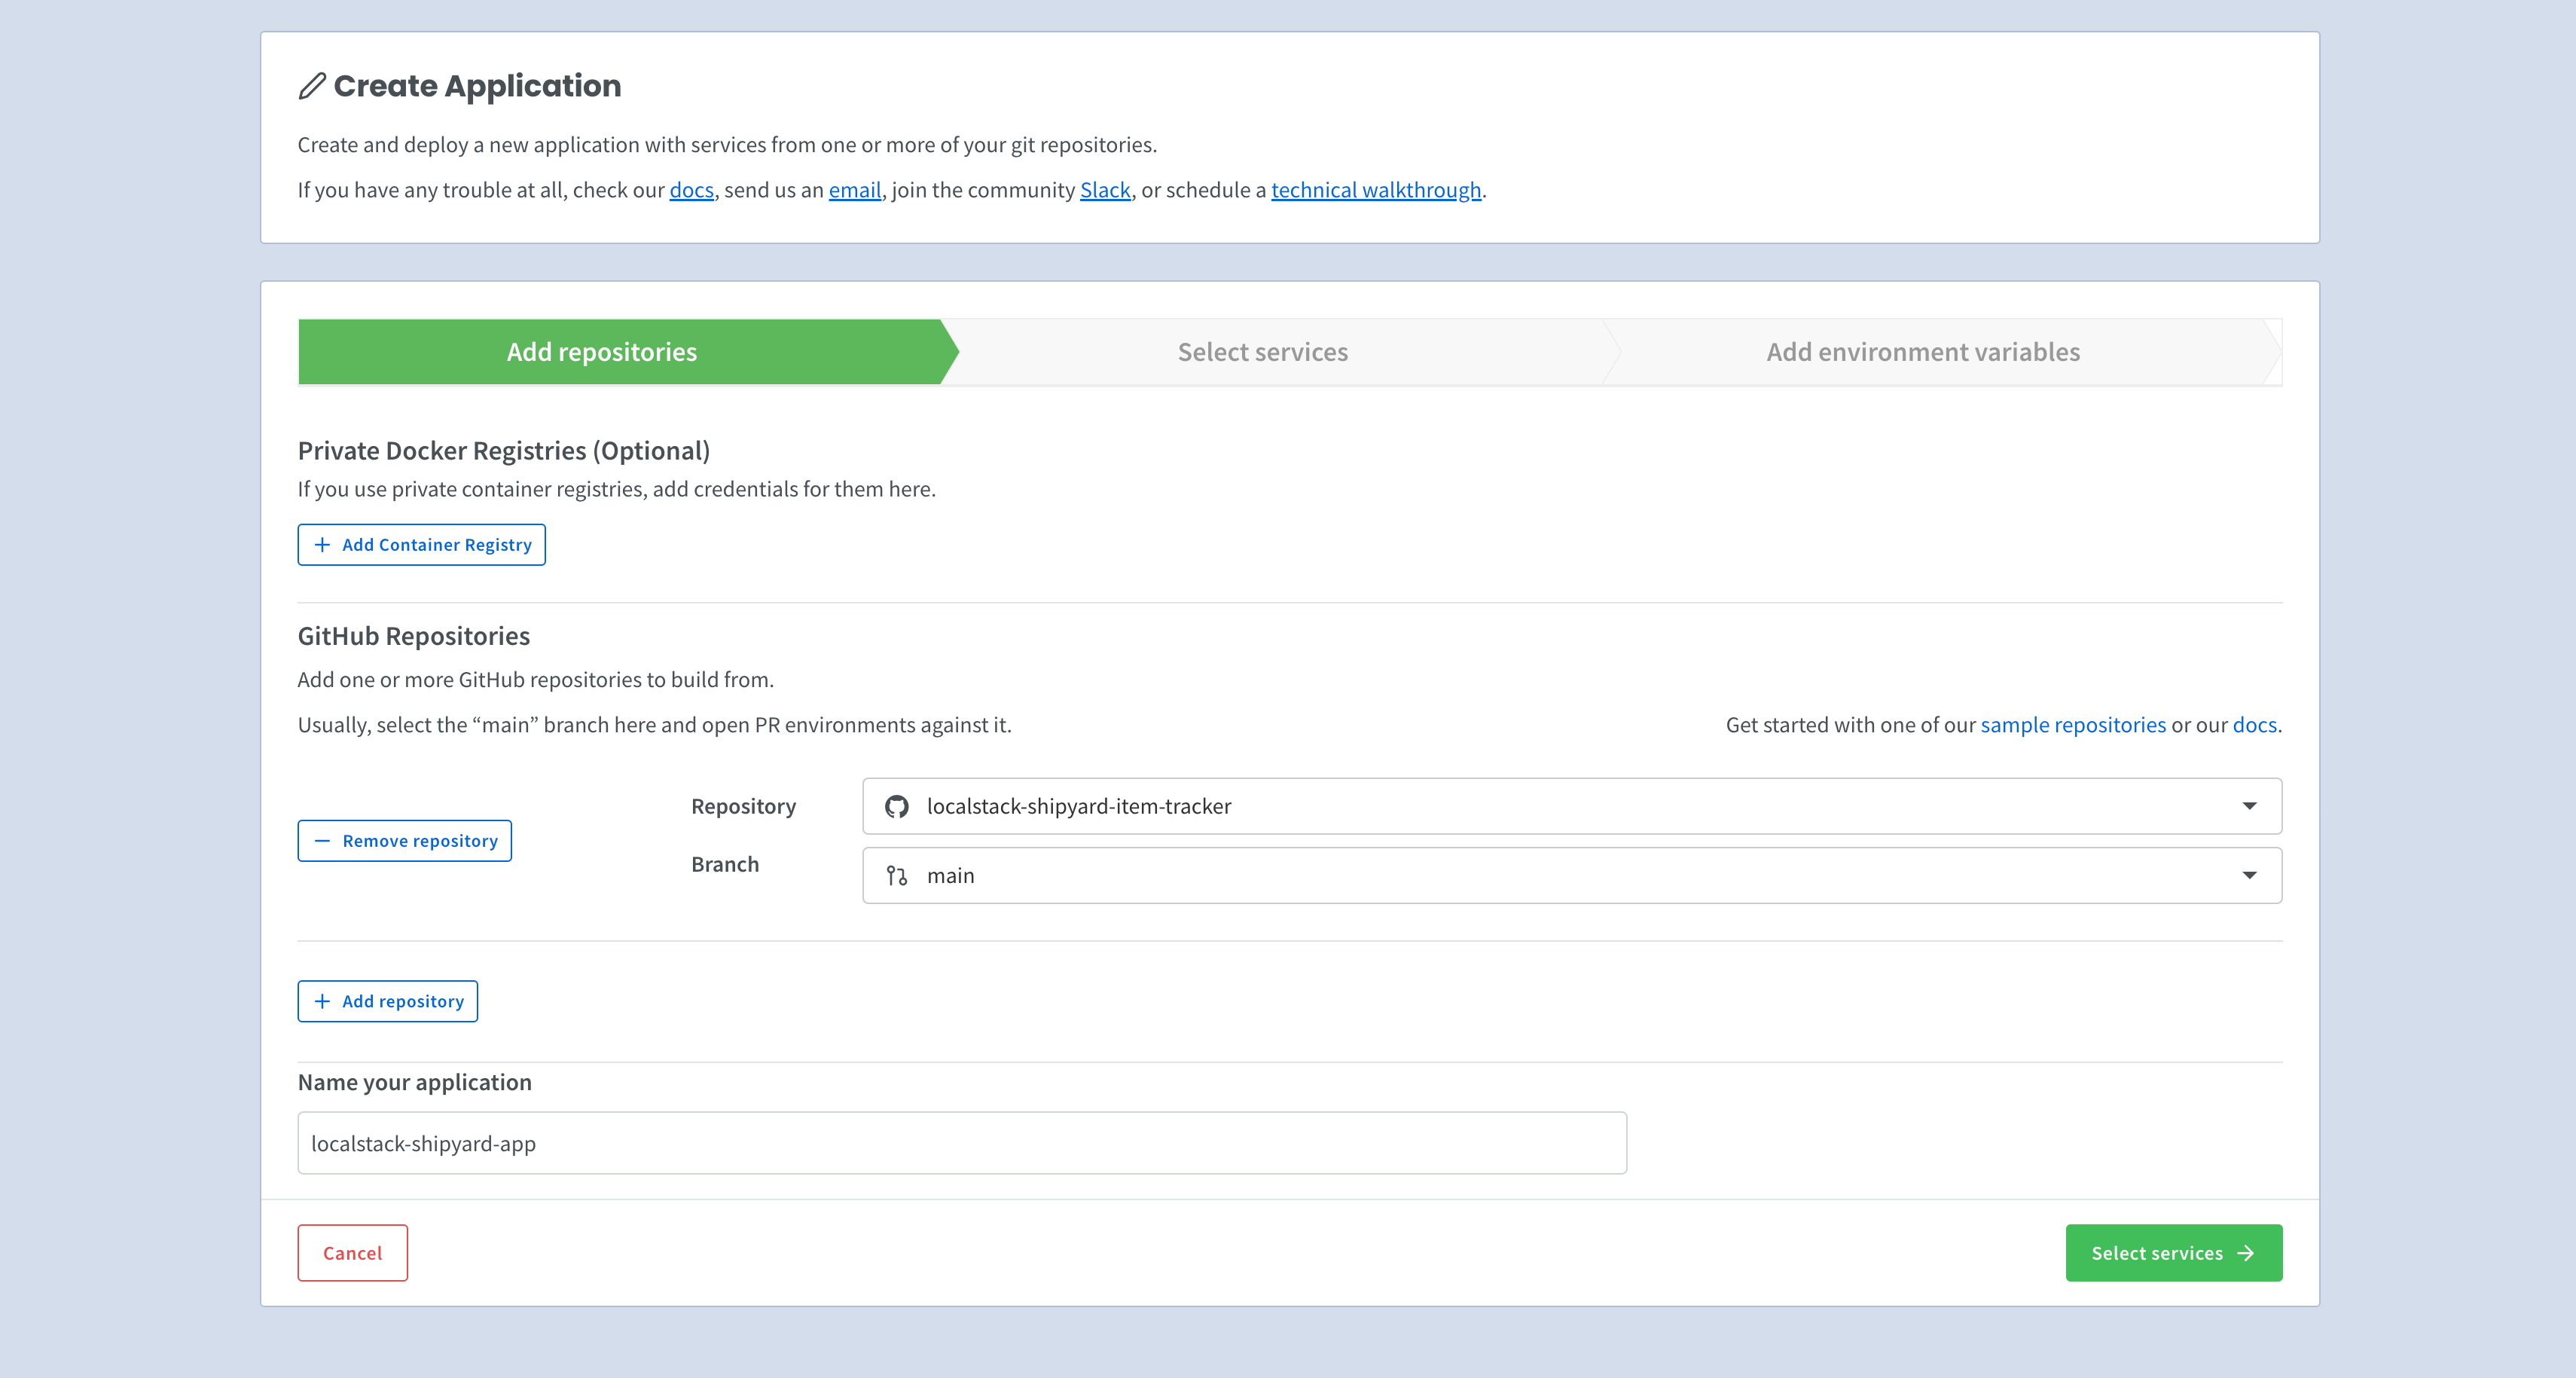 Create Application
Create and deploy a new application with services from one or more of your git repositories.
If you have any trouble at all, check our docs, send us an email, join the community Slack, or schedule a technical walkthrough.
Add repositories
Select services
Add environment variables
Private Docker Registries (Optional)
If you use private container registries, add credentials for them here.
Add Container Registry
GitHub Repositories
Add one or more GitHub repositories to build from.
Usually, select the “main” branch here and open PR environments against it.
Get started with one of our sample repositories or our docs.
Remove repository
Repository
localstack-shipyard-item-tracker
Branch
main
Add repository
Name your application
localstack-shipyard-app
Cancel
Select services